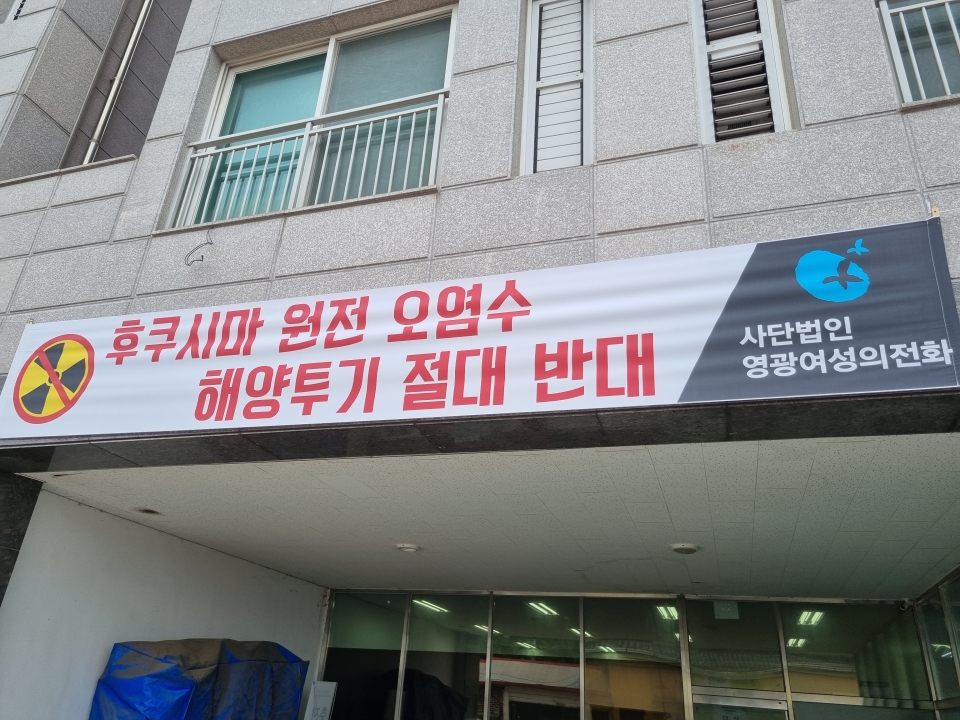 후쿠시마 원전 오염수
해양투기 절대 반대
사단법인
영광여성의전화